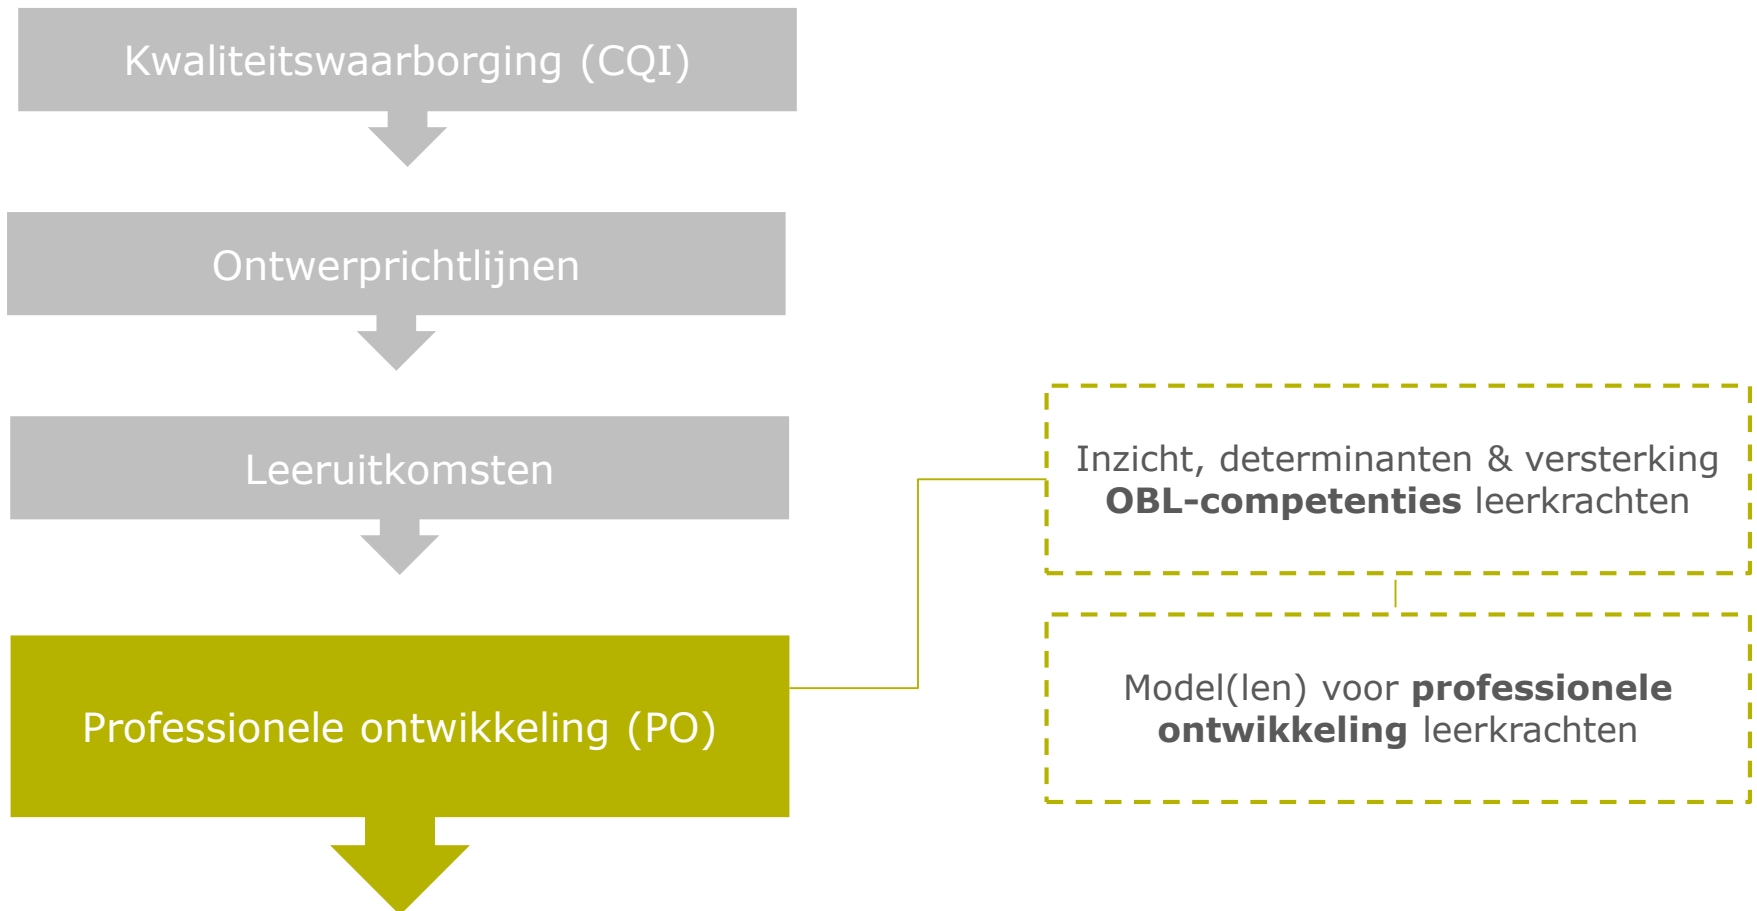 Kwaliteitswaarborging (CQI)
Ontwerprichtlijnen
Leeruitkomsten
Professionele ontwikkeling (PO)
Inzicht, determinanten & versterking
OBL-competenties leerkrachten
Model(len) voor professionele
ontwikkeling leerkrachten